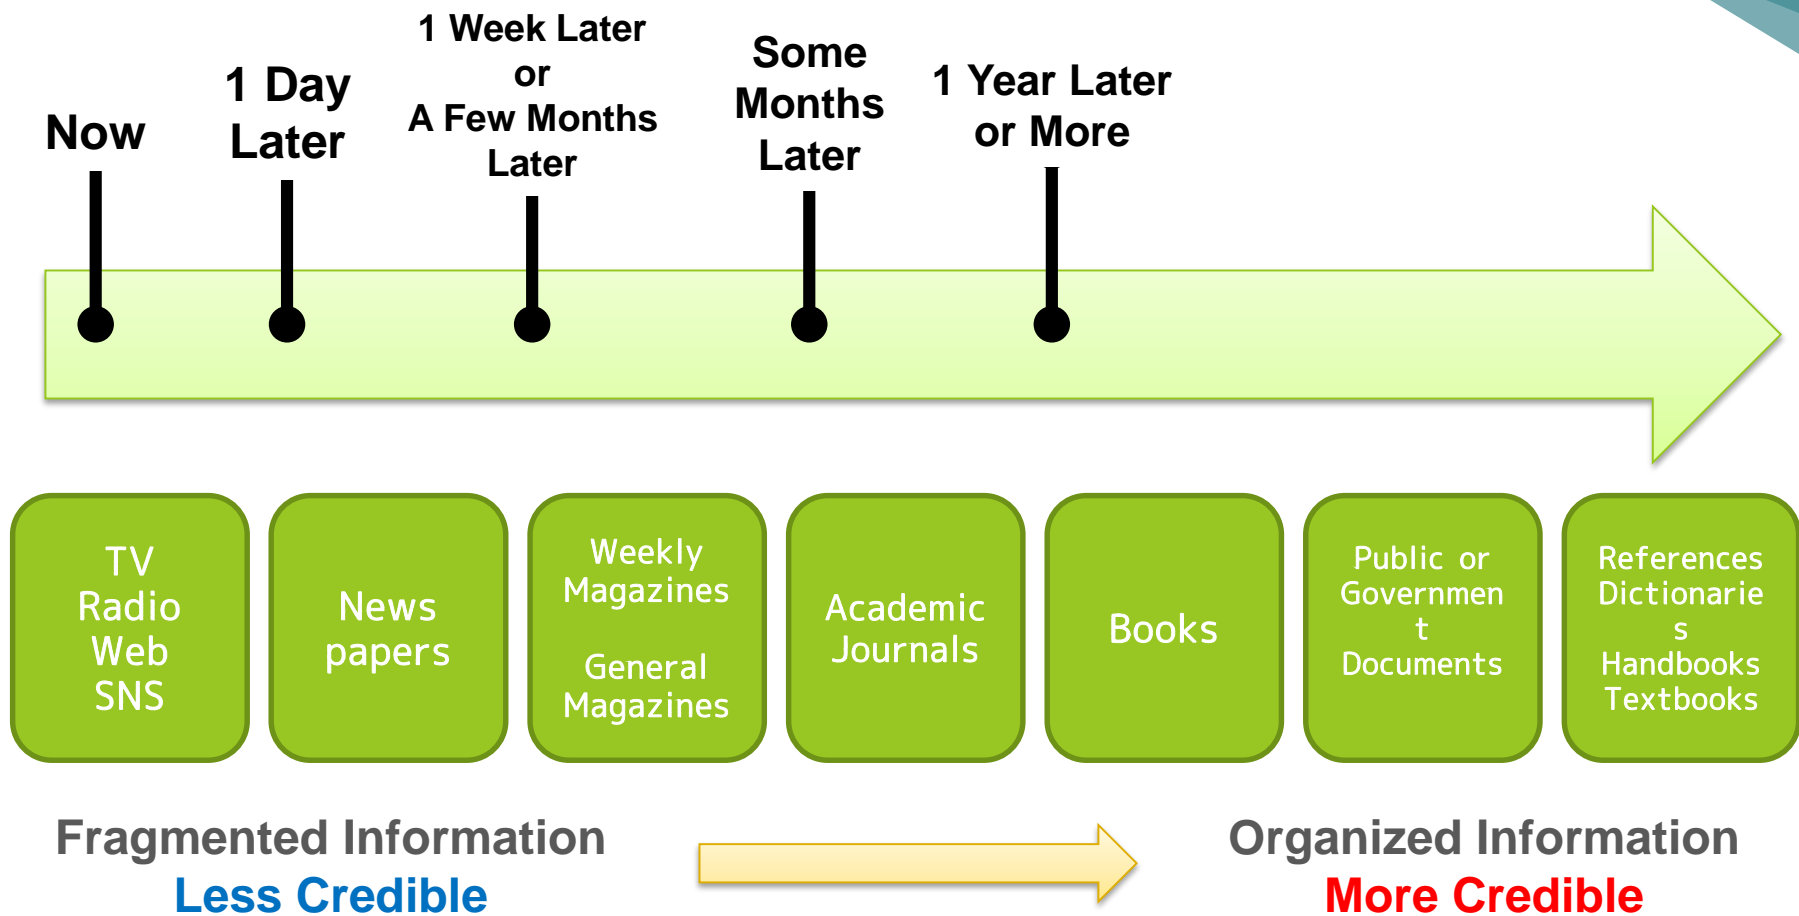 Now
1 Day
Later
1 Week Later
or
A Few Months
Later
Some
Months
Later
1 Year Later
or More
TV
Radio
Web
SNS
News
papers
Weekly
Magazines
General
Magazines
Academic
Journals
Books
Public or
Governmen
t
Documents
References
Dictionarie
s
Handbooks
Textbooks
Fragmented Information
Less Credible
Organized Information
More Credible